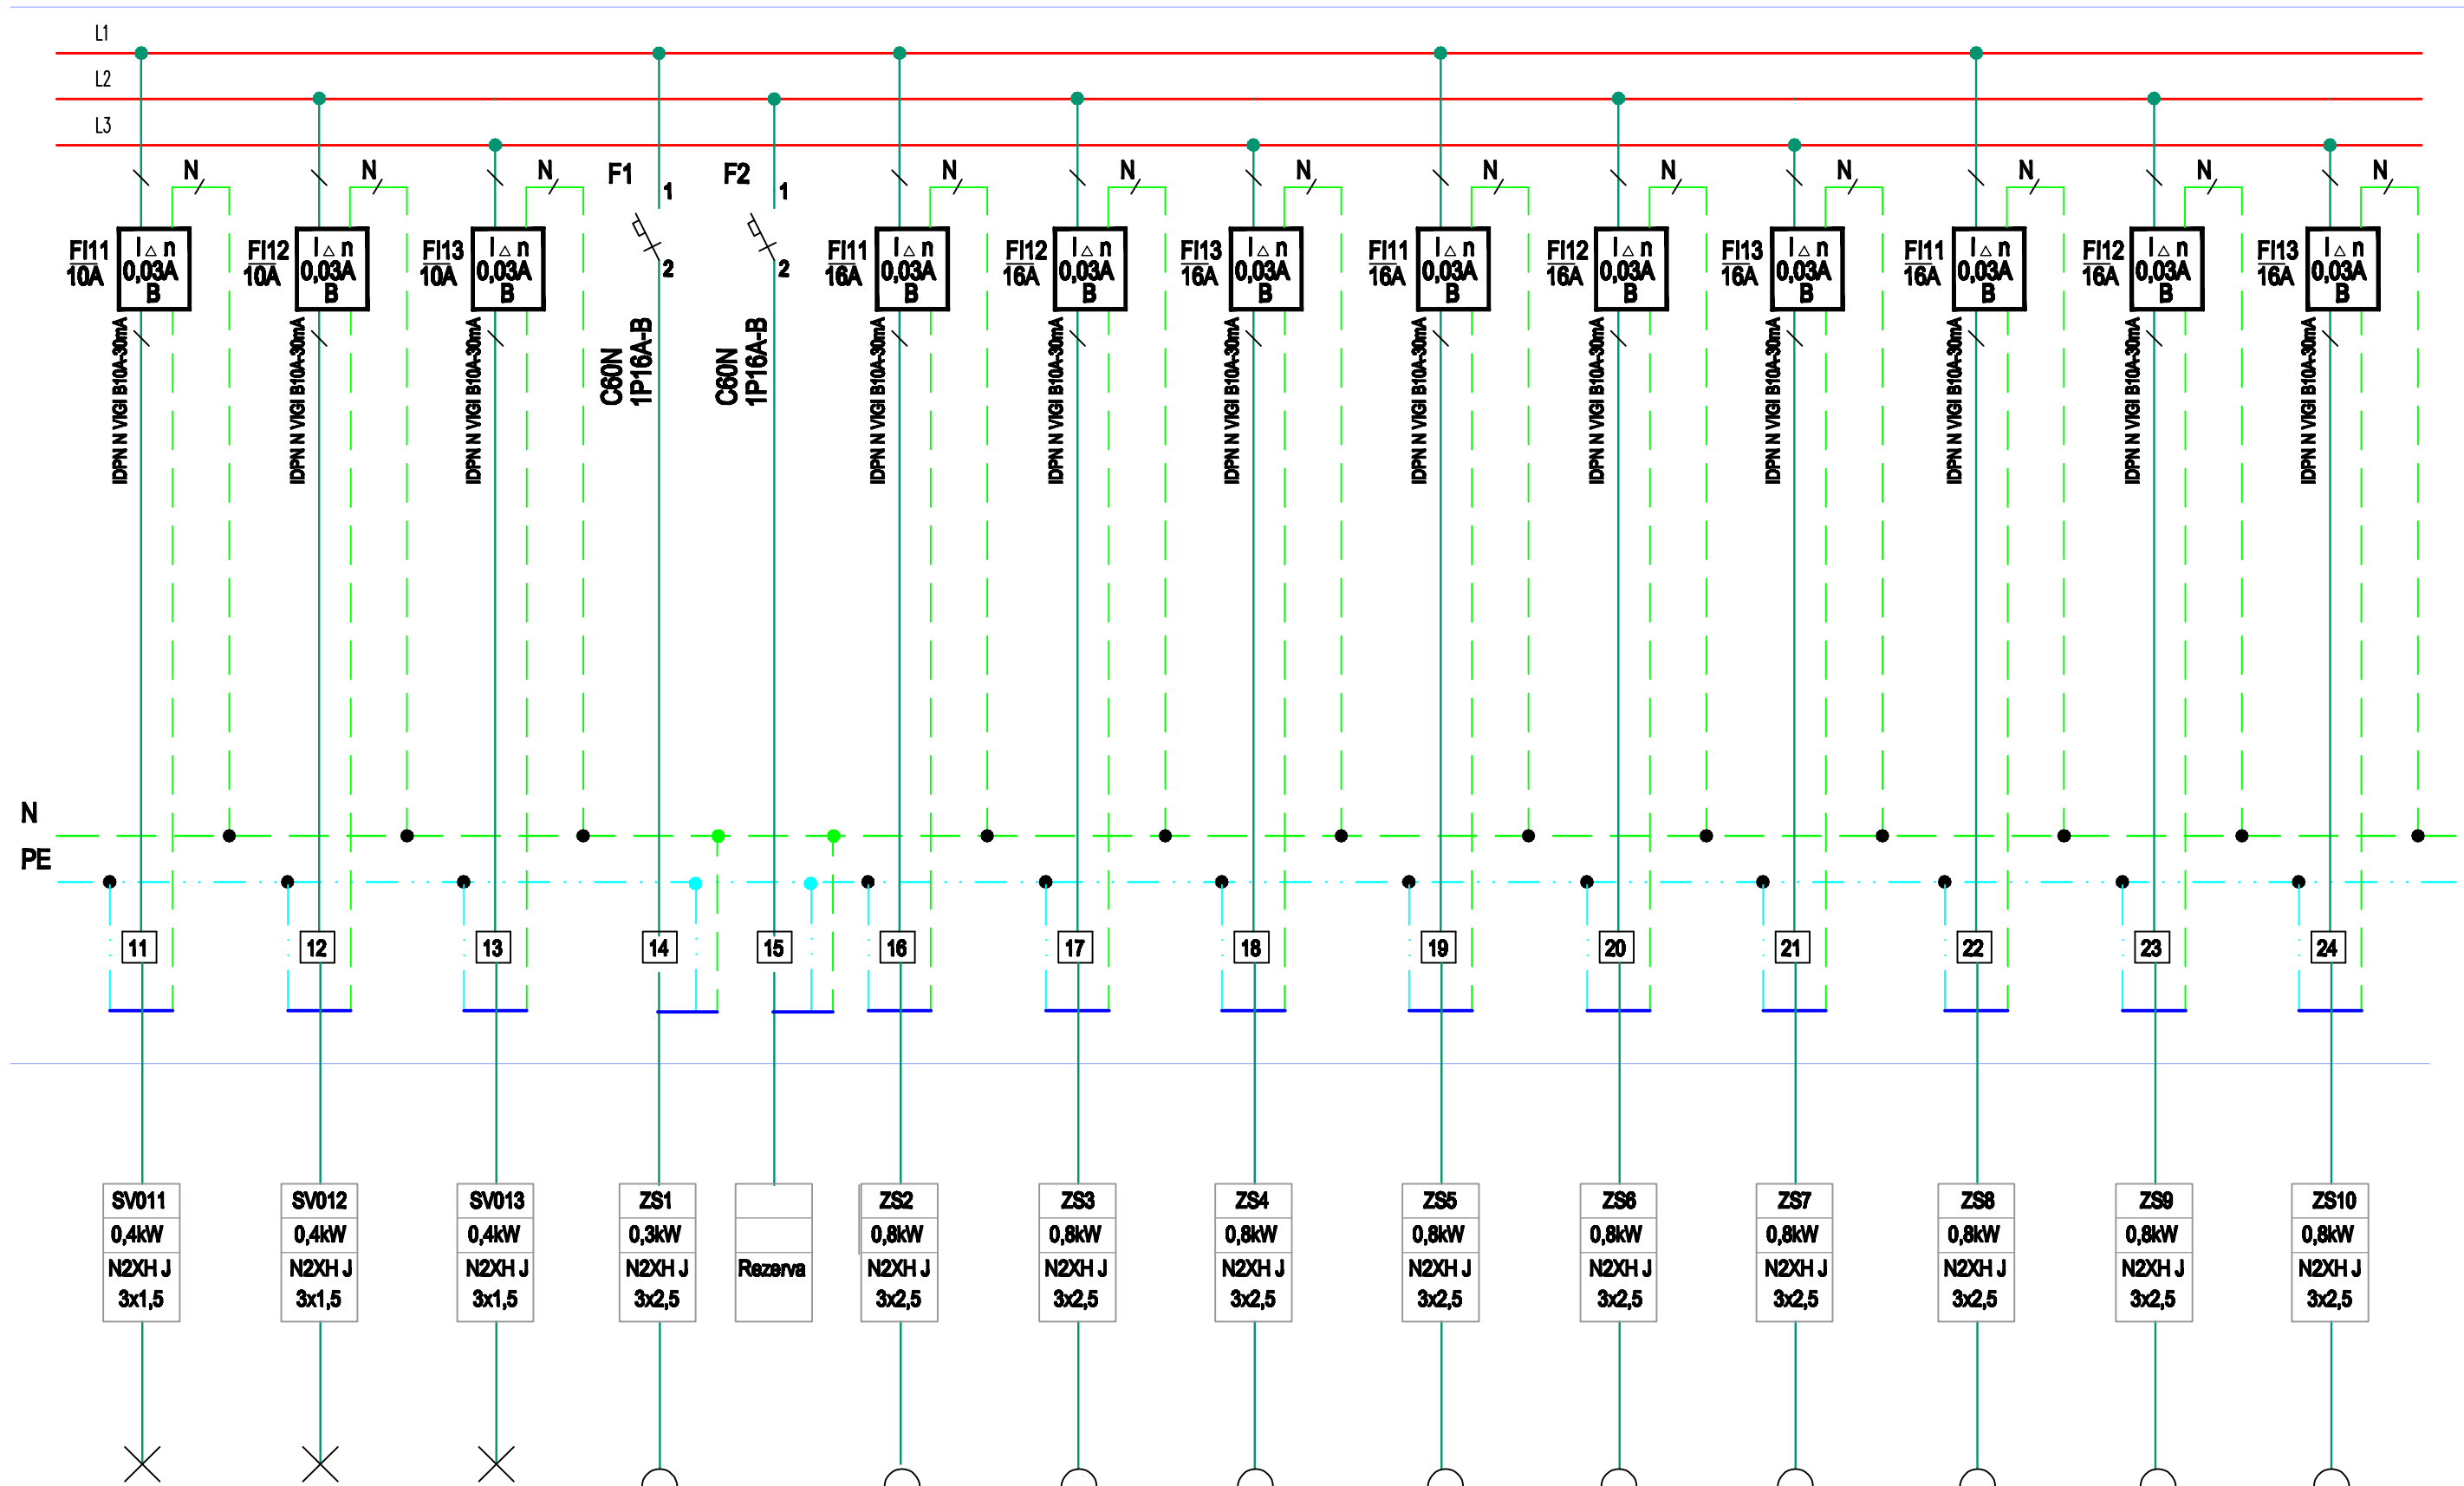 L1
L2
L3
N N N F1 1 F2 1 N N N N N N N N N
FI11 10A I△n 0,03A B
FI12 10A I△n 0,03A B
FI13 10A I△n 0,03A B
2
2
FI11 16A I△n 0,03A B
FI12 16A I△n 0,03A B
FI13 16A I△n 0,03A B
FI11 16A I△n 0,03A B
FI12 16A I△n 0,03A B
FI13 16A I△n 0,03A B
FI11 16A I△n 0,03A B
FI12 16A I△n 0,03A B
FI13 16A I△n 0,03A B
IDPN N VIGI B10A-30mA
IDPN N VIGI B10A-30mA
IDPN N VIGI B10A-30mA
C60N
1P16A-B
C60N
1P16A-B
IDPN N VIGI B10A-30mA
IDPN N VIGI B10A-30mA
IDPN N VIGI B10A-30mA
IDPN N VIGI B10A-30mA
IDPN N VIGI B10A-30mA
IDPN N VIGI B10A-30mA
IDPN N VIGI B10A-30mA
IDPN N VIGI B10A-30mA
IDPN N VIGI B10A-30mA
N
PE
11 12 13 14 15 16 17 18 19 20 21 22 23 24
SV011 SV012 SV013 ZS1 ZS2 ZS3 ZS4 ZS5 ZS6 ZS7 ZS8 ZS9 ZS10
0,4kW 0,4kW 0,4kW 0,3kW 0,8kW 0,8kW 0,8kW 0,8kW 0,8kW 0,8kW 0,8kW 0,8kW 0,8kW
N2XH J N2XH J N2XH J N2XH J Rezerva N2XH J N2XH J N2XH J N2XH J N2XH J N2XH J N2XH J N2XH J N2XH J
3x1,5 3x1,5 3x1,5 3x2,5 3x2,5 3x2,5 3x2,5 3x2,5 3x2,5 3x2,5 3x2,5 3x2,5 3x2,5